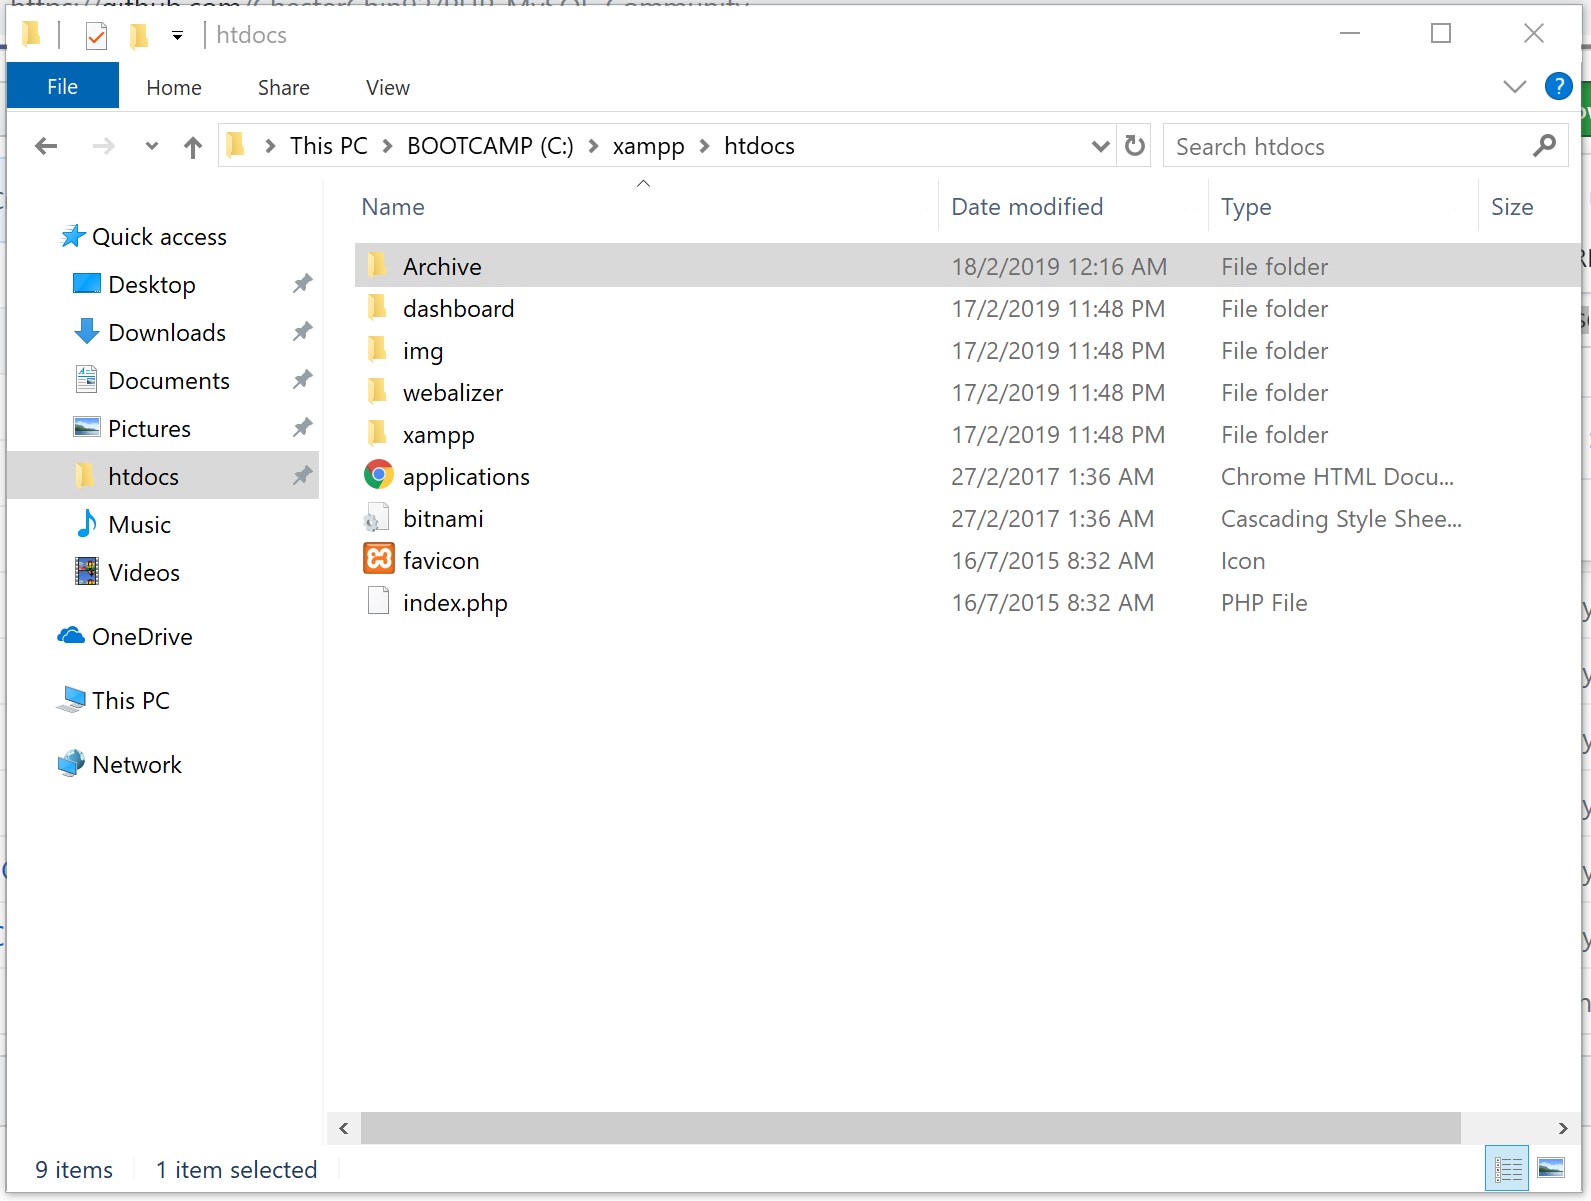 htdocs
File Home Share View ?
This PC BOOTCAMP (C:) xampp htdocs
Search htdocs
Name Date modified Type Size
Quick access
Desktop
Downloads
Documents
Pictures
htdocs
Music
Videos
OneDrive
This PC
Network
Archive 18/2/2019 12:16 AM File folder
dashboard 17/2/2019 11:48 PM File folder
img 17/2/2019 11:48 PM File folder
webalizer 17/2/2019 11:48 PM File folder
xampp 17/2/2019 11:48 PM File folder
applications 27/2/2017 1:36 AM Chrome HTML Docu...
bitnami 27/2/2017 1:36 AM Cascading Style Shee...
favicon 16/7/2015 8:32 AM Icon
index.php 16/7/2015 8:32 AM PHP File
9 items 1 item selected